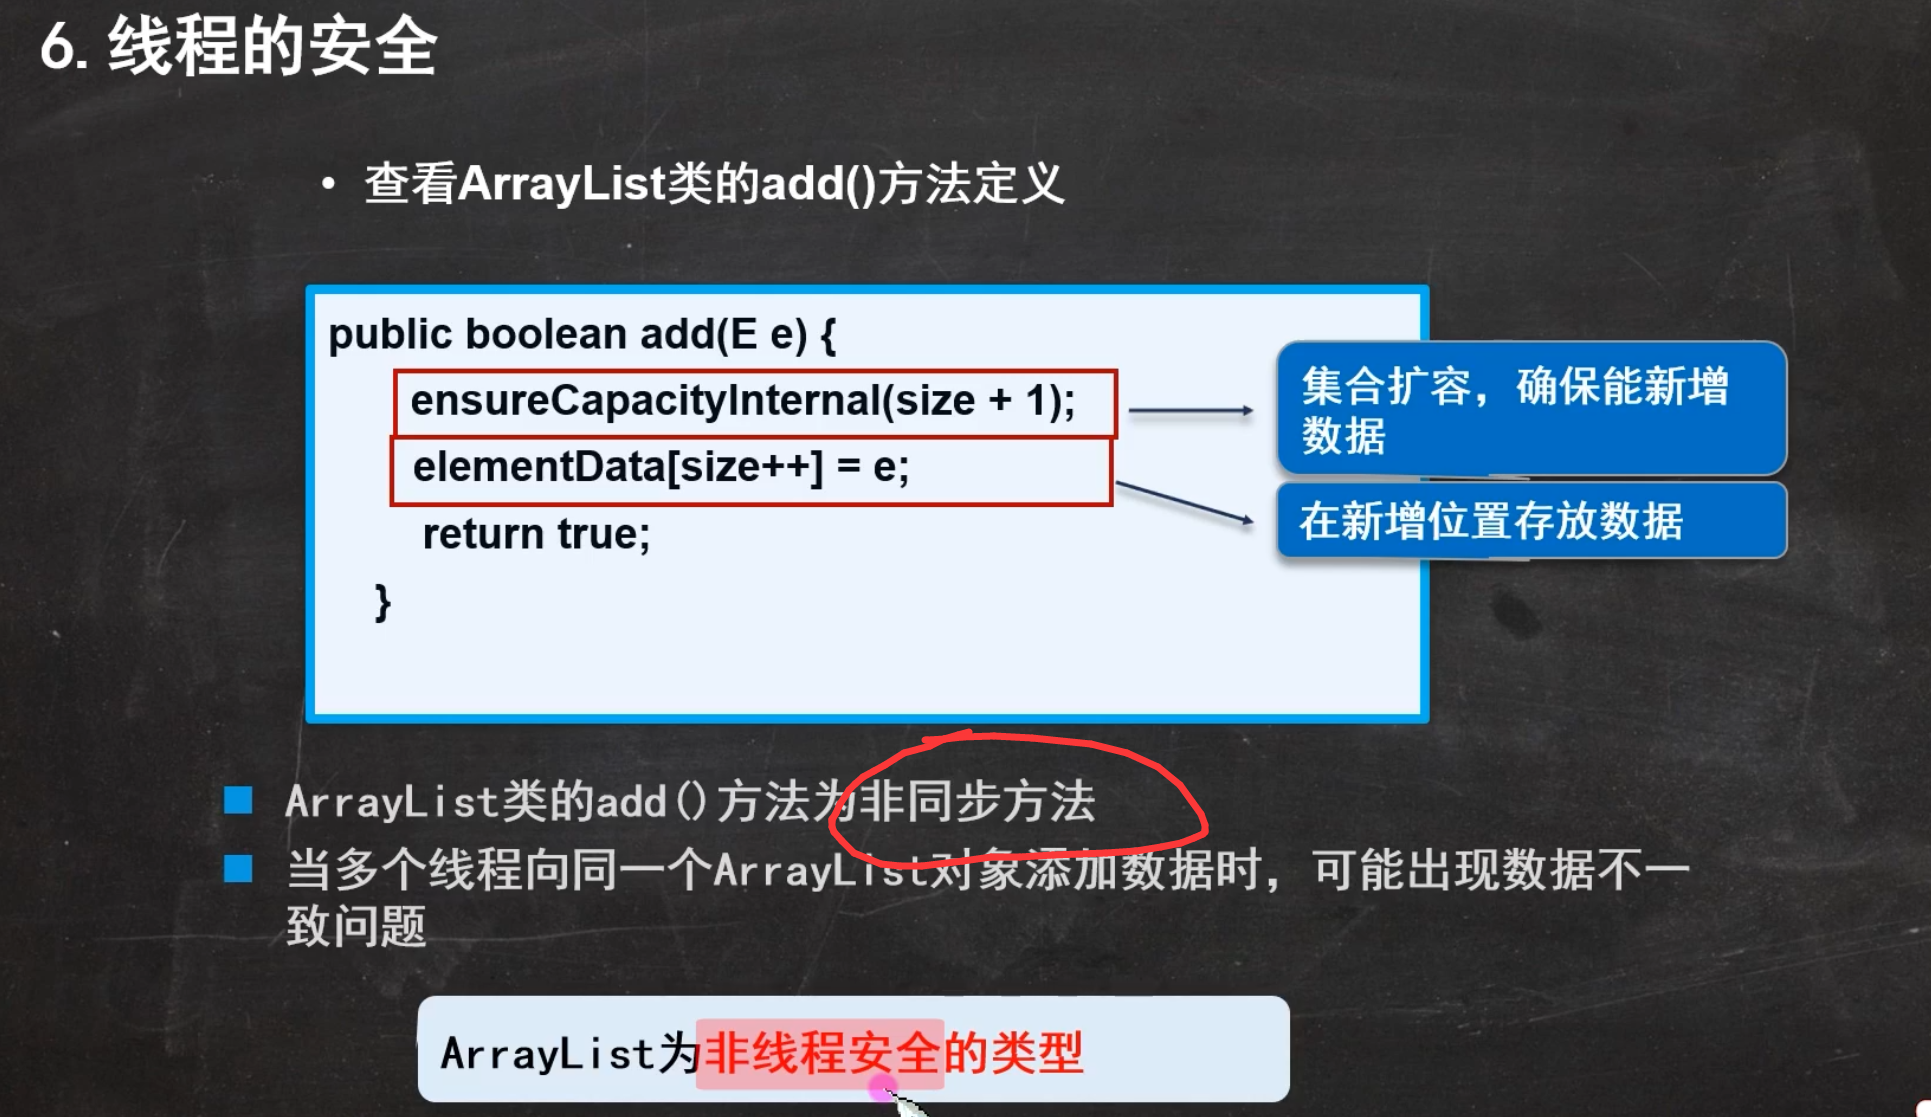 6. 线程的安全
• 查看ArrayList类的add()方法定义
public boolean add(E e) {
ensureCapacityInternal(size + 1);
elementData[size++] = e;
return true;
}
集合扩容，确保能新增
数据
在新增位置存放数据
ArrayList类的add()方法为非同步方法
当多个线程向同一个ArrayList对象添加数据时，可能出现数据不一
致问题
ArrayList为非线程安全的类型